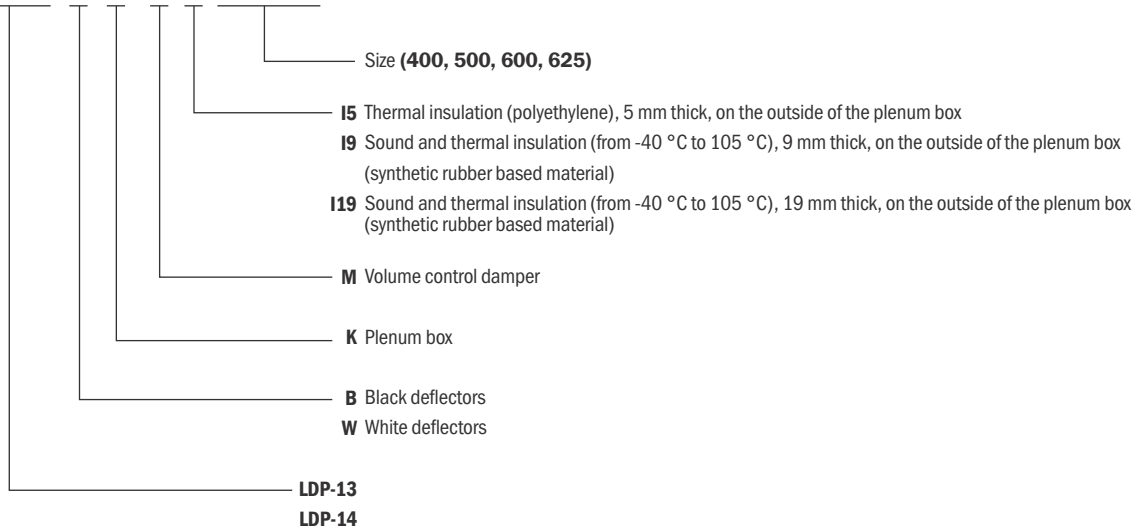 Size (400, 500, 600, 625)
I5 Thermal insulation (polyethylene), 5 mm thick, on the outside of the plenum box
I9 Sound and thermal insulation (from -40 °C to 105 °C), 9 mm thick, on the outside of the plenum box
(synthetic rubber based material)
I19 Sound and thermal insulation (from -40 °C to 105 °C), 19 mm thick, on the outside of the plenum box
(synthetic rubber based material)
M Volume control damper
K Plenum box
B Black deflectors
W White deflectors
LDP-13
LDP-14